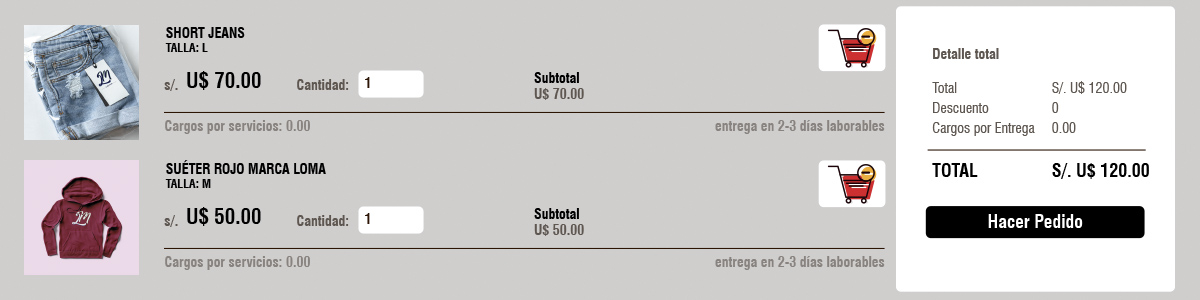 SHORT JEANS
TALLA: L
s/. U$ 70.00
Cantidad: 1
Subtotal
U$ 70.00
Cargos por servicios: 0.00
entrega en 2-3 días laborables
SUÉTER ROJO MARCA LOMA
TALLA: M
s/. U$ 50.00
Cantidad: 1
Subtotal
U$ 50.00
Cargos por servicios: 0.00
entrega en 2-3 días laborables
Detalle total
Total S/. U$ 120.00
Descuento 0
Cargos por Entrega 0.00
TOTAL S/. U$ 120.00
Hacer Pedido